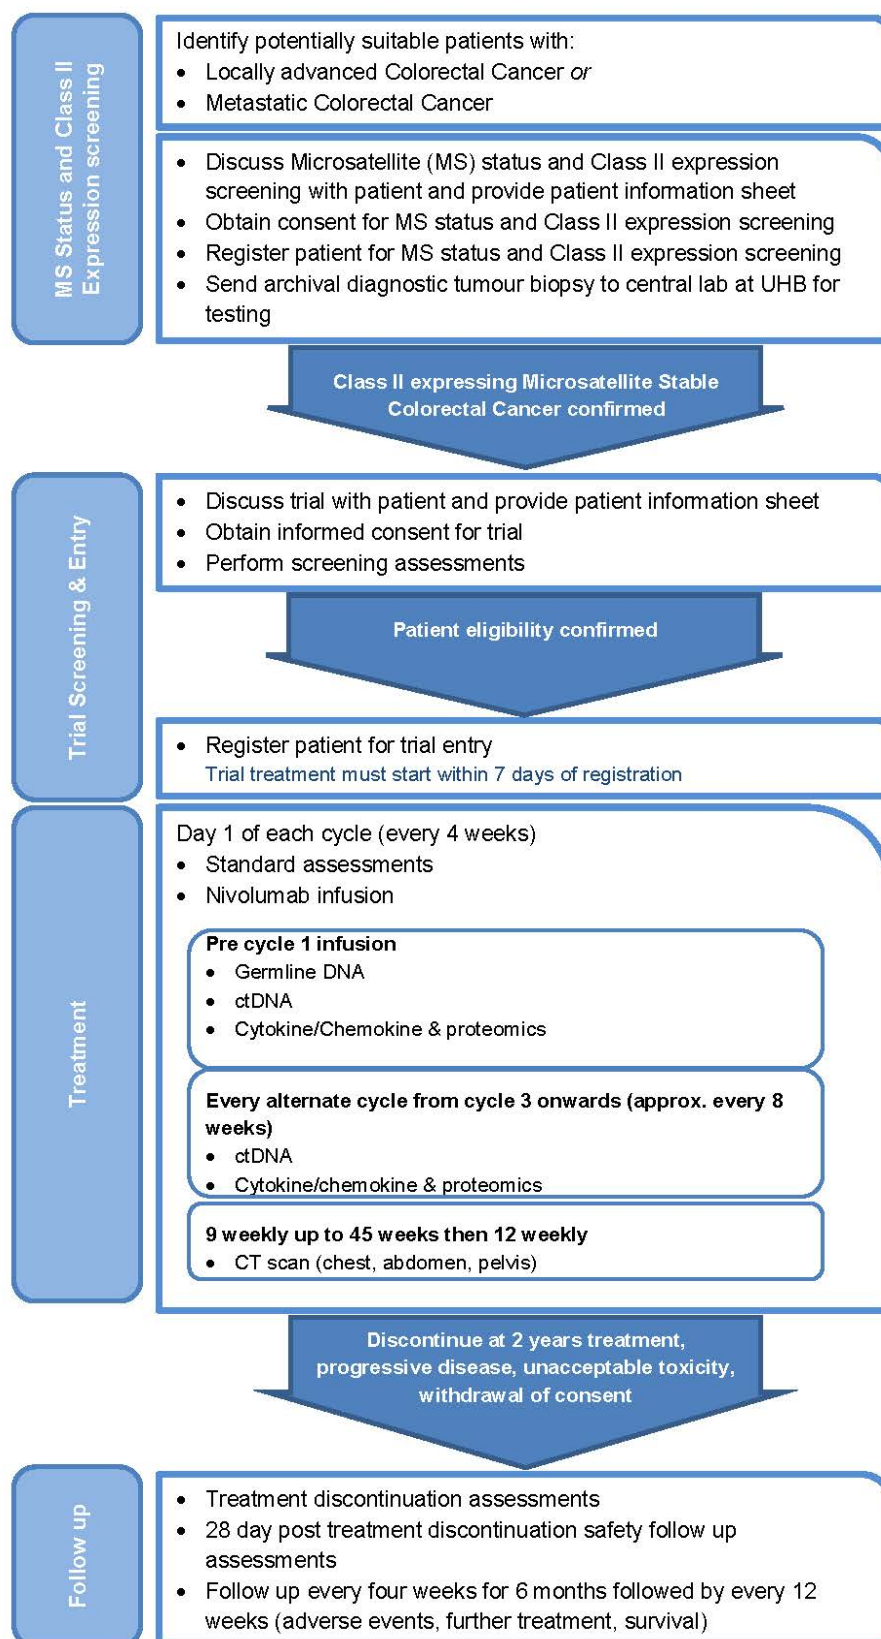 MS Status and Class II
Expression screening
Identify potentially suitable patients with:
• Locally advanced Colorectal Cancer or
• Metastatic Colorectal Cancer
• Discuss Microsatellite (MS) status and Class II expression
screening with patient and provide patient information sheet
• Obtain consent for MS status and Class II expression screening
• Register patient for MS status and Class II expression screening
• Send archival diagnostic tumour biopsy to central lab at UHB for
testing
Class II expressing Microsatellite Stable
Colorectal Cancer confirmed
Trial Screening & Entry
• Discuss trial with patient and provide patient information sheet
• Obtain informed consent for trial
• Perform screening assessments
Patient eligibility confirmed
• Register patient for trial entry
Trial treatment must start within 7 days of registration
Treatment
Day 1 of each cycle (every 4 weeks)
• Standard assessments
• Nivolumab infusion
Pre cycle 1 infusion
• Germline DNA
• ctDNA
• Cytokine/Chemokine & proteomics
Every alternate cycle from cycle 3 onwards (approx. every 8
weeks)
• ctDNA
• Cytokine/chemokine & proteomics
9 weekly up to 45 weeks then 12 weekly
• CT scan (chest, abdomen, pelvis)
Discontinue at 2 years treatment,
progressive disease, unacceptable toxicity,
withdrawal of consent
Follow up
• Treatment discontinuation assessments
• 28 day post treatment discontinuation safety follow up
assessments
• Follow up every four weeks for 6 months followed by every 12
weeks (adverse events, further treatment, survival)